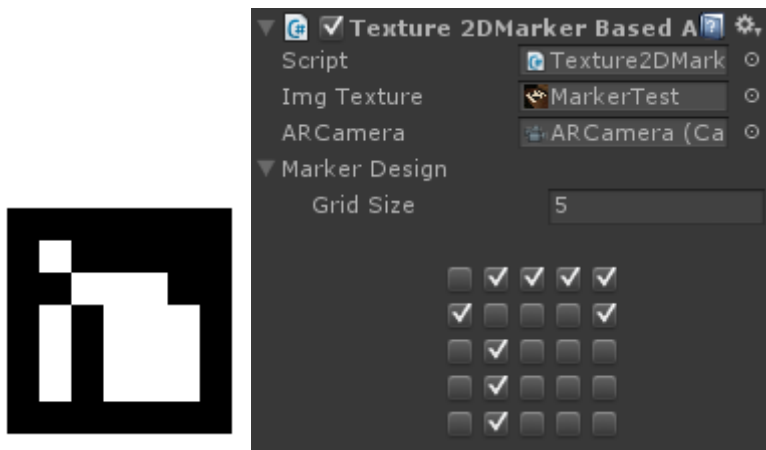 Texture 2DMarker Based A
Script Texture2DMark
Img Texture MarkerTest
ARCamera ARCamera (Ca
Marker Design
Grid Size 5